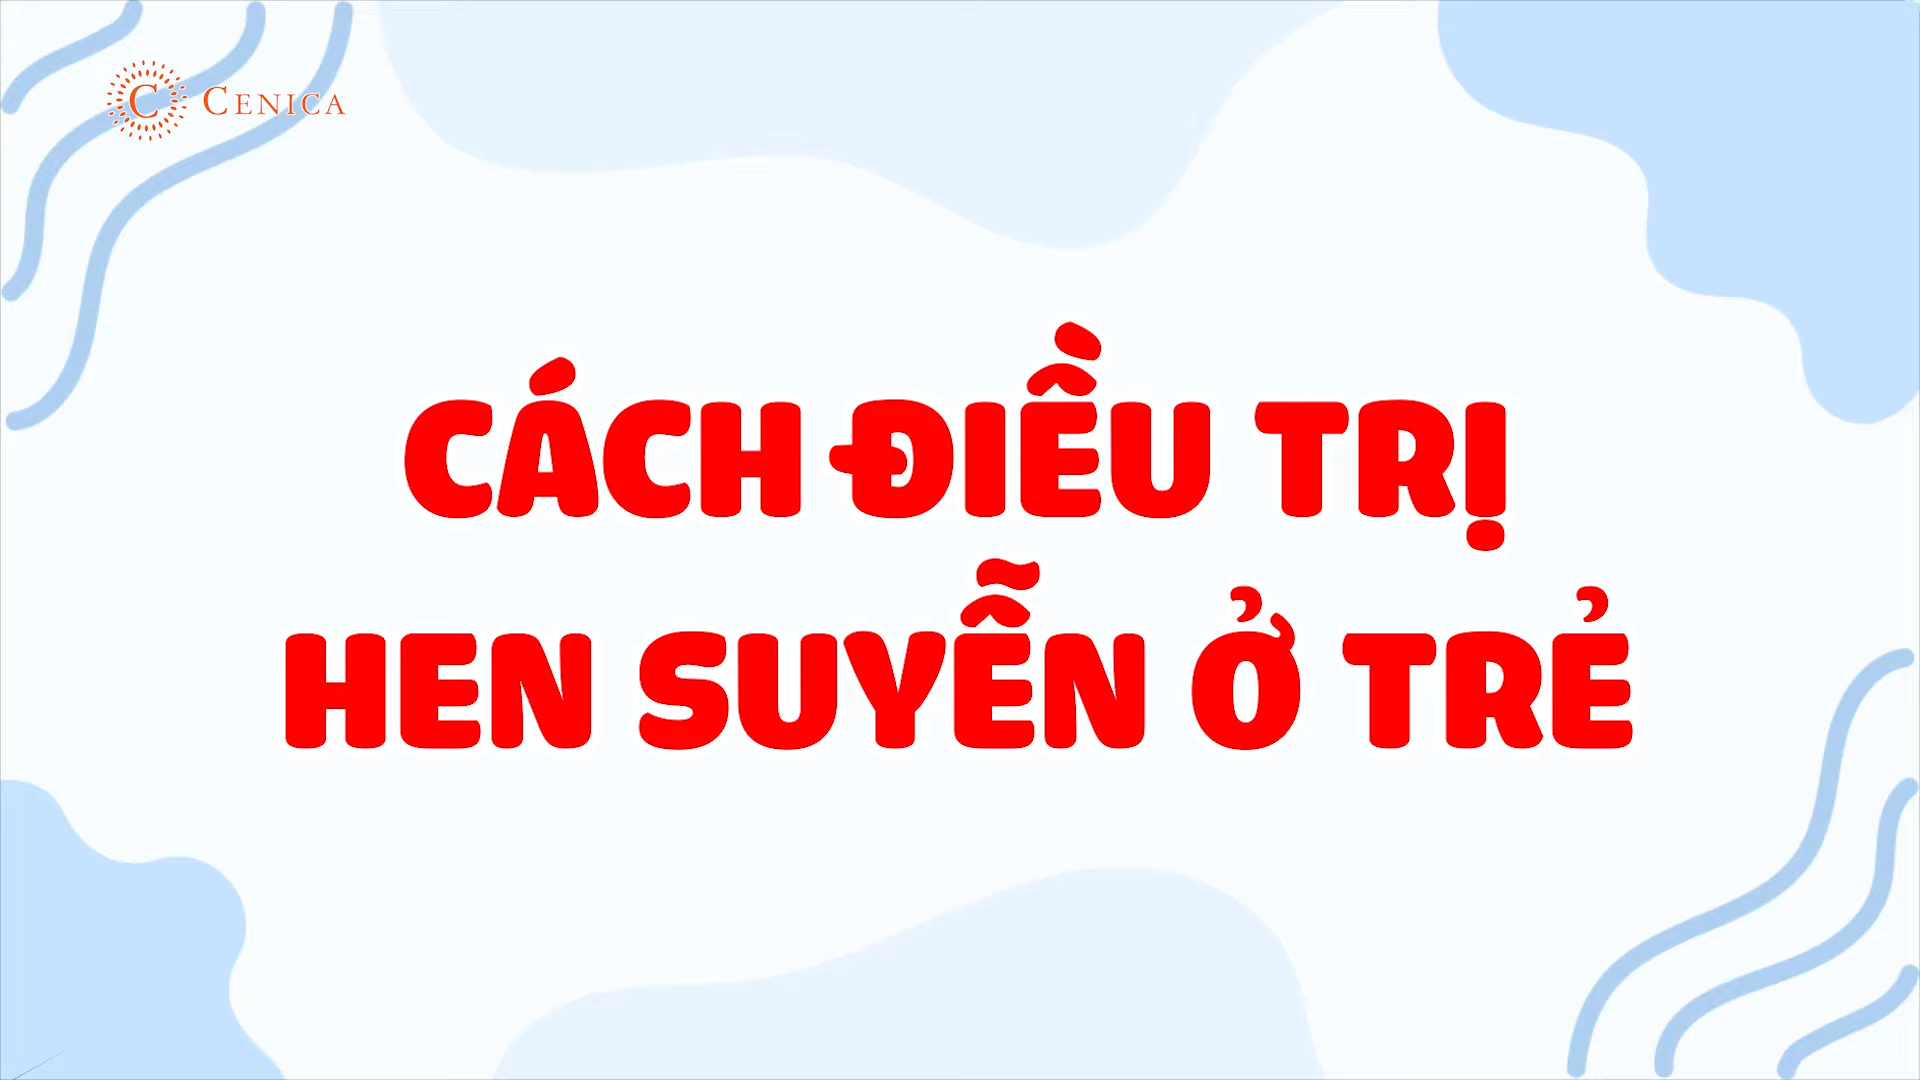 C CENICA
CÁCH ĐIỀU TRỊ
HEN SUYỄN Ở TRẺ